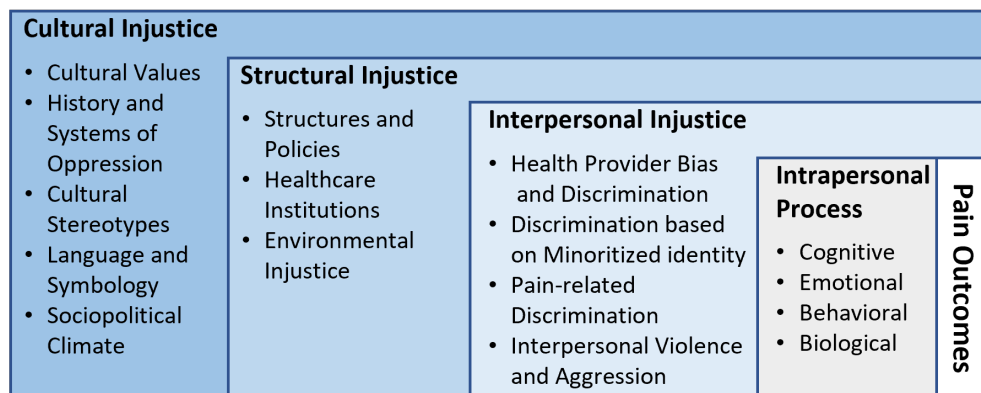 Cultural Injustice
• Cultural Values
• History and
Systems of
Oppression
• Cultural
Stereotypes
• Language and
Symbology
• Sociopolitical
Climate
Structural Injustice
• Structures and
Policies
• Healthcare
Institutions
• Environmental
Injustice
Interpersonal Injustice
• Health Provider Bias
and Discrimination
• Discrimination based
on Minoritized identity
• Pain-related
Discrimination
• Interpersonal Violence
and Aggression
Intrapersonal
Process
• Cognitive
• Emotional
• Behavioral
• Biological
Pain Outcomes